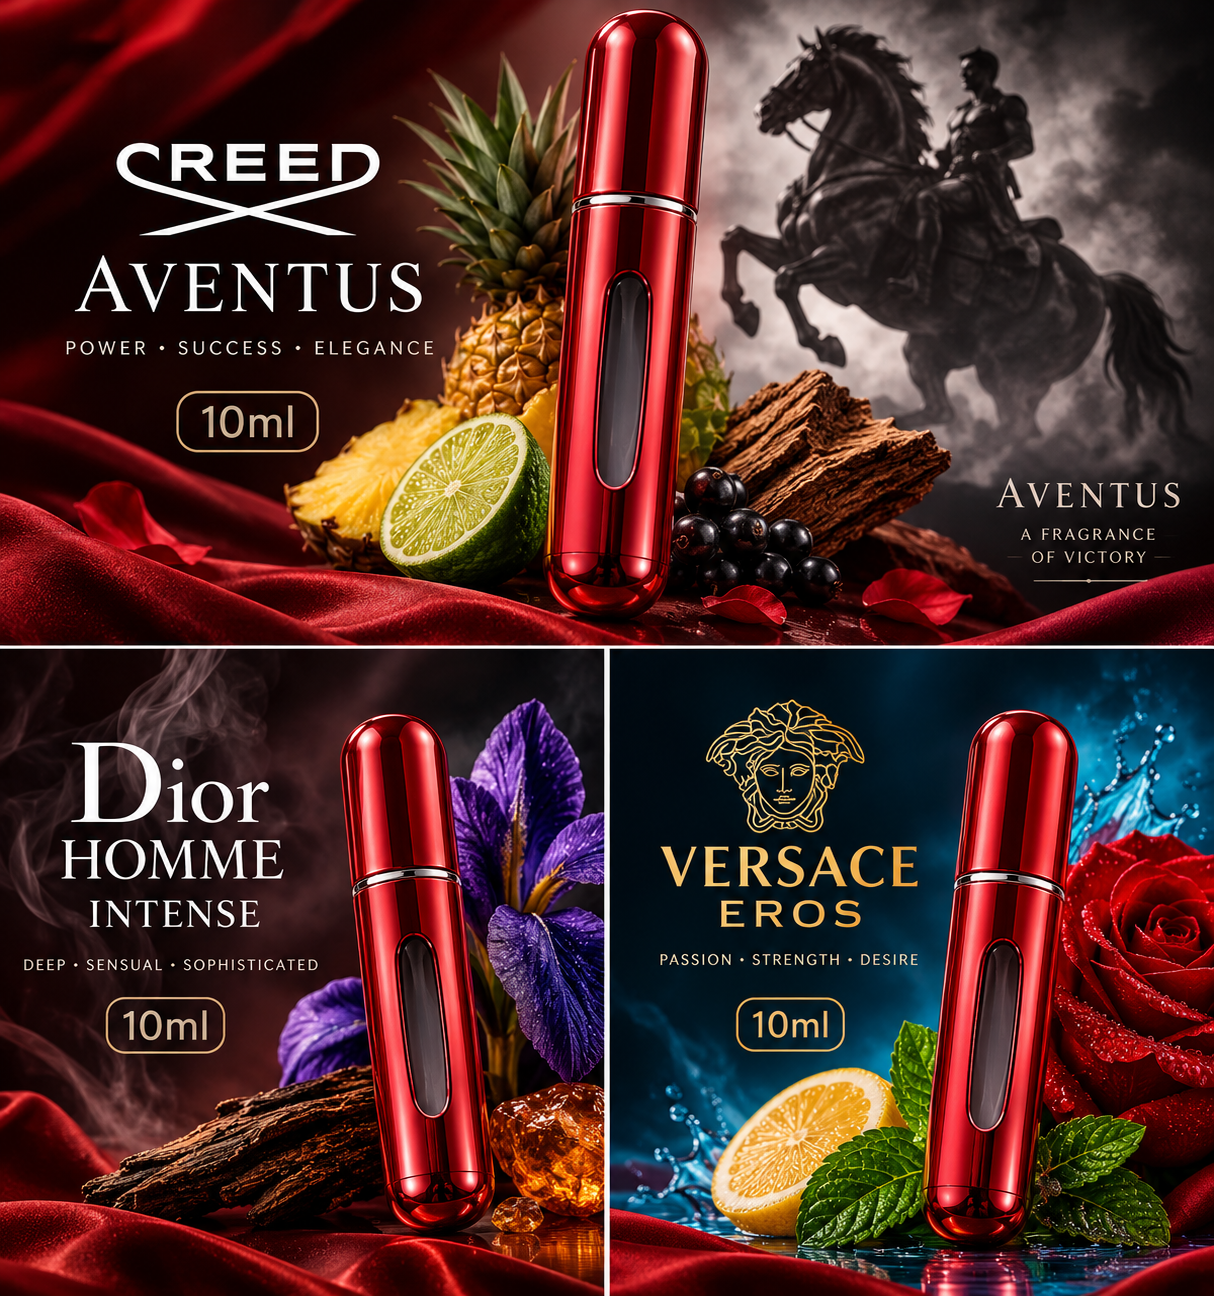 CREED
AVENTUS
POWER • SUCCESS • ELEGANCE
10ml
AVENTUS
A FRAGRANCE
OF VICTORY
Dior
HOMME
INTENSE
DEEP • SENSUAL • SOPHISTICATED
10ml
VERSACE
EROS
PASSION • STRENGTH • DESIRE
10ml